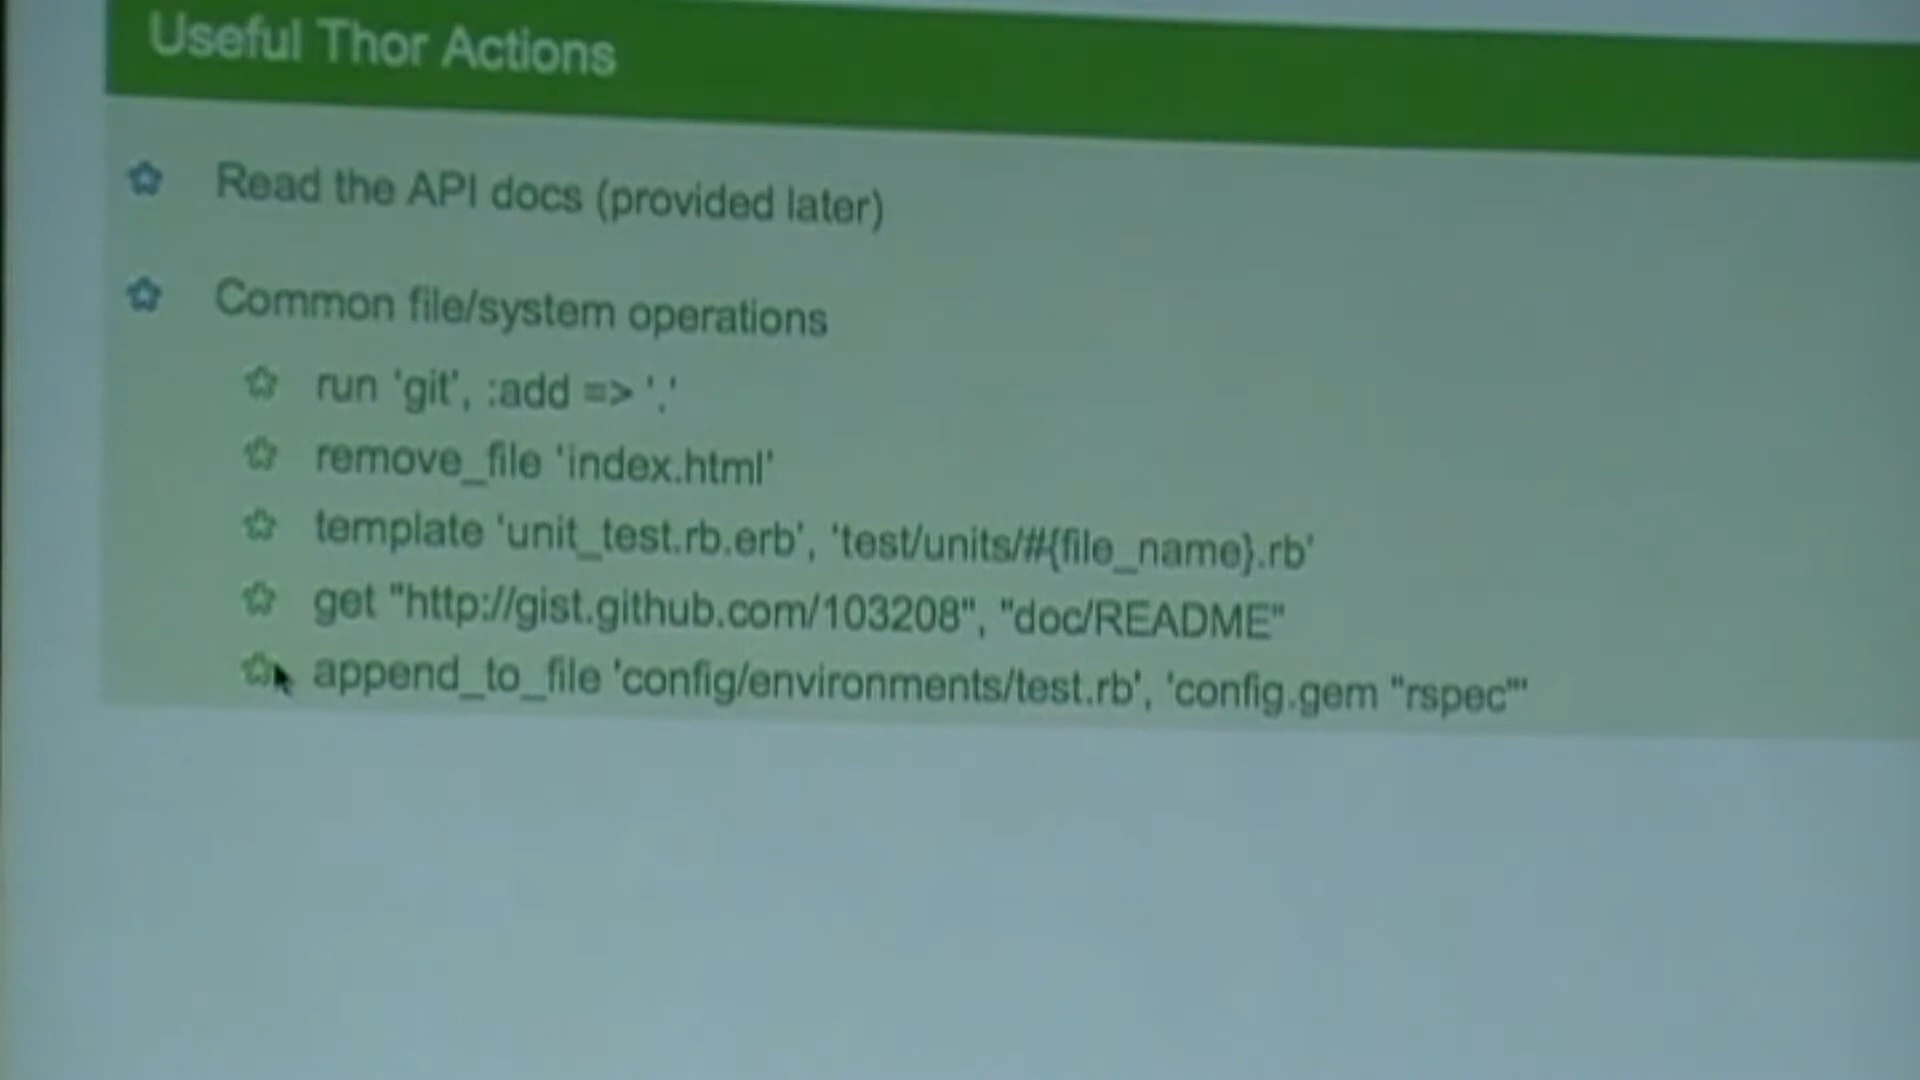 Useful Thor Actions
Read the API docs (provided later)
Common file/system operations
run 'git', :add => '.'
remove_file 'index.html'
template 'unit_test.rb.erb', 'test/units/#{file_name}.rb'
get "http://gist.github.com/103208", "doc/README"
append_to_file 'config/environments/test.rb', 'config.gem "rspec"'